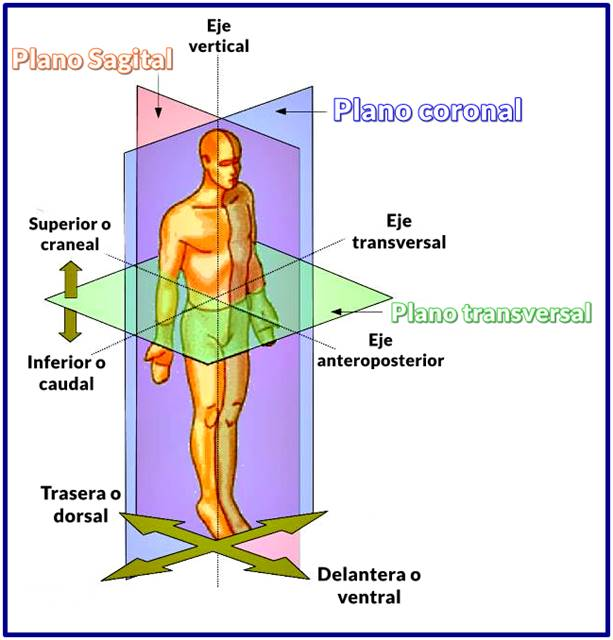 Eje
vertical
Plano Sagital
Plano coronal
Superior o
craneal
Eje
transversal
Plano transversal
Inferior o
caudal
Eje
anteroposterior
Trasera o
dorsal
Delantera o
ventral